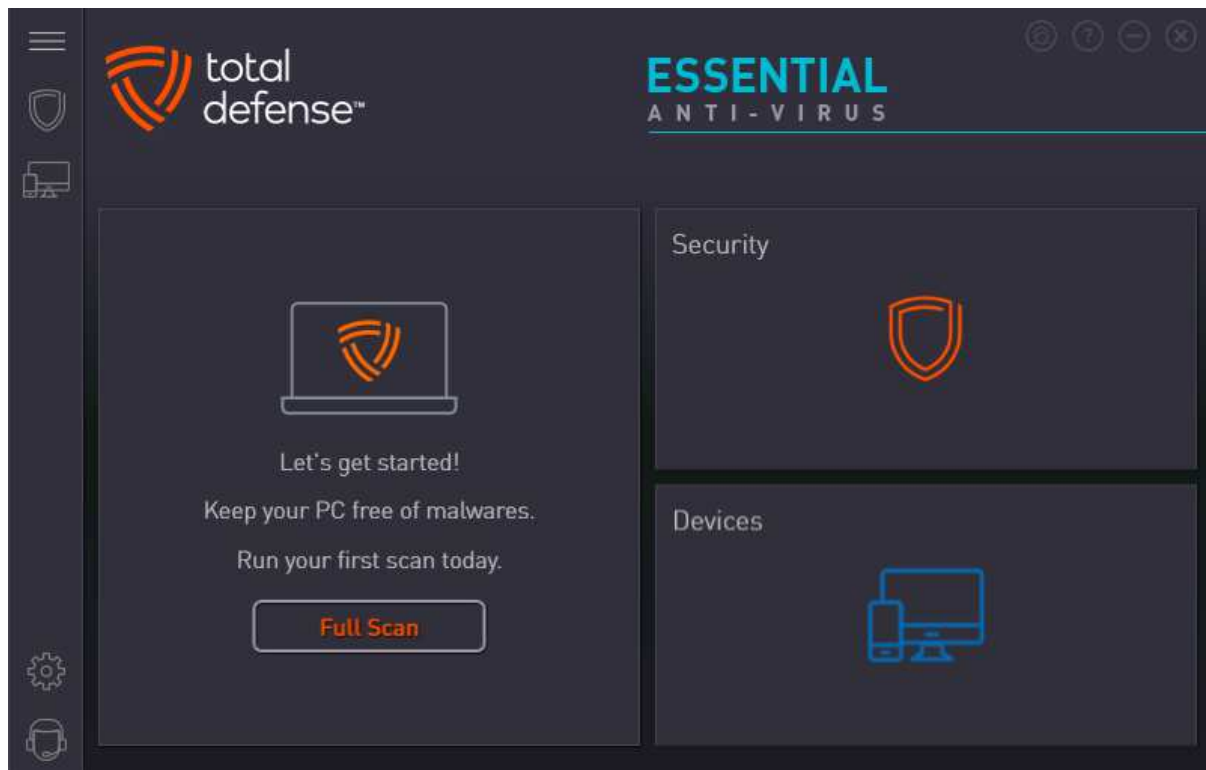 total
defense™
ESSENTIAL
ANTI-VIRUS
Let's get started!
Keep your PC free of malwares.
Run your first scan today.
Full Scan
Security
Devices